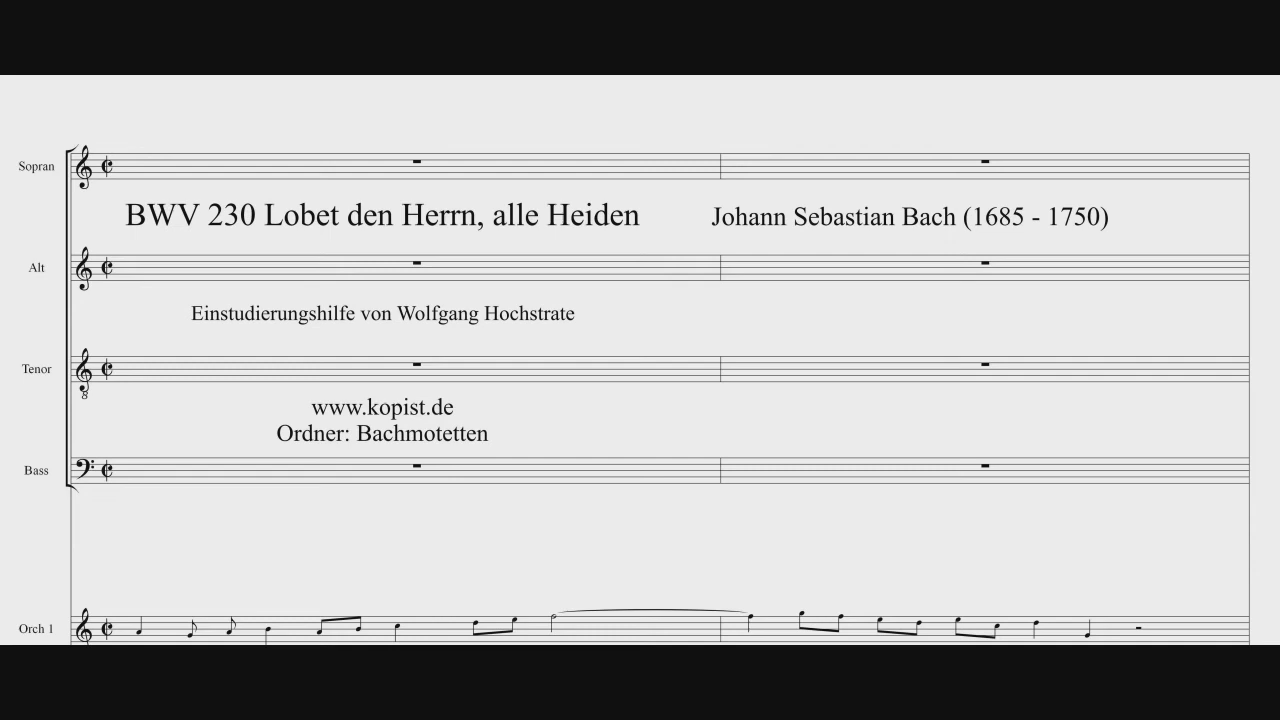 Sopran
BWV 230 Lobet den Herrn, alle Heiden
Johann Sebastian Bach (1685 - 1750)
Alt
Einstudierungshilfe von Wolfgang Hochstrate
Tenor
8
www.kopist.de
Ordner: Bachmotetten
Bass
Orch 1